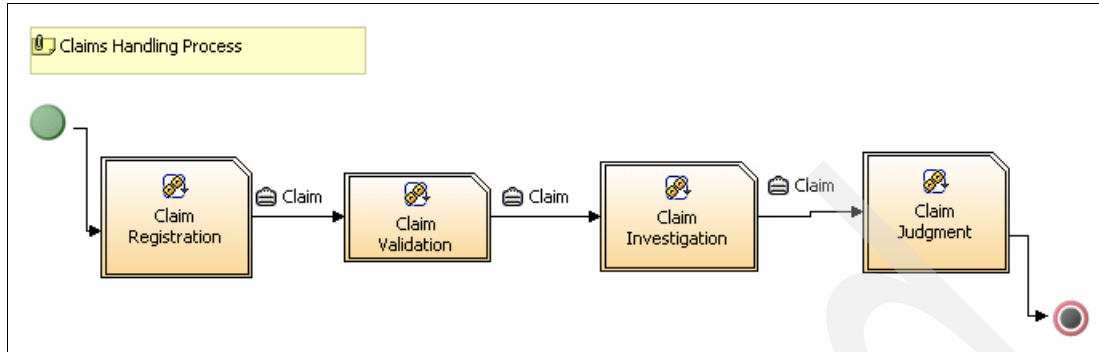 Claims Handling Process
Claim
Registration
Claim
Claim
Validation
Claim
Claim
Investigation
Claim
Claim
Judgment